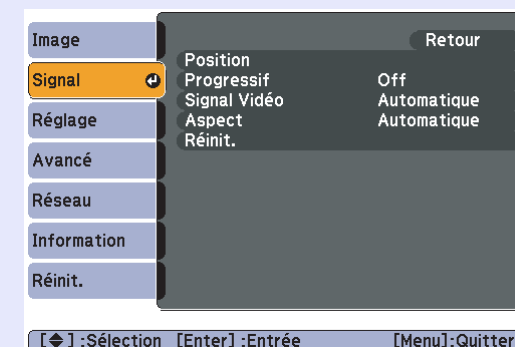 Image
Signal
Réglage
Avancé
Réseau
Information
Réinit.
Retour
Position
Progressif Off
Signal Vidéo Automatique
Aspect Automatique
Réinit.
[◆] :Sélection [Enter] :Entrée [Menu]:Quitter